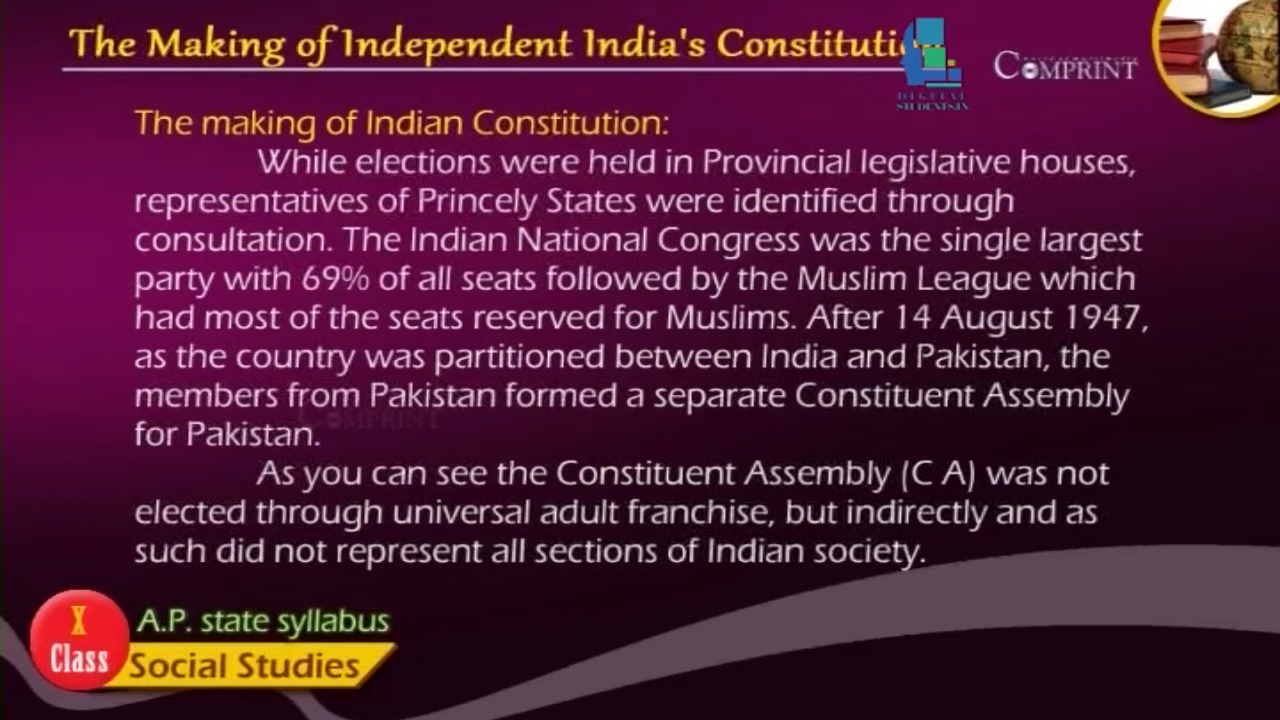 The Making of Independent India's Constituti
COMPRINT
The making of Indian Constitution:
While elections were held in Provincial legislative houses,
representatives of Princely States were identified through
consultation. The Indian National Congress was the single largest
party with 69% of all seats followed by the Muslim League which
had most of the seats reserved for Muslims. After 14 August 1947,
as the country was partitioned between India and Pakistan, the
members from Pakistan formed a separate Constituent Assembly
for Pakistan.
As you can see the Constituent Assembly (C A) was not
elected through universal adult franchise, but indirectly and as
such did not represent all sections of Indian society.
X
Class
A.P. state syllabus
Social Studies